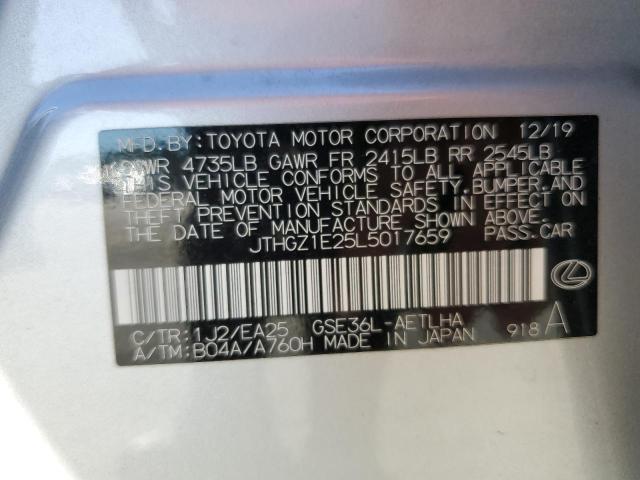 MFD.BY:TOYOTA MOTOR CORPORATION 12/19
GVWR 4735LB GAWR FR 2415LB RR 2545LB
THIS VEHICLE CONFORMS TO ALL APPLICABLE
FEDERAL MOTOR VEHICLE SAFETY,BUMPER,AND
THEFT PREVENTION STANDARDS IN EFFECT ON
THE DATE OF MANUFACTURE SHOWN ABOVE.
JTHGZ1E25L5017659 PASS.CAR
C/TR:1J2/EA25 GSE36L-AETLHA
A/TM:B04A/A760H MADE IN JAPAN 918 A